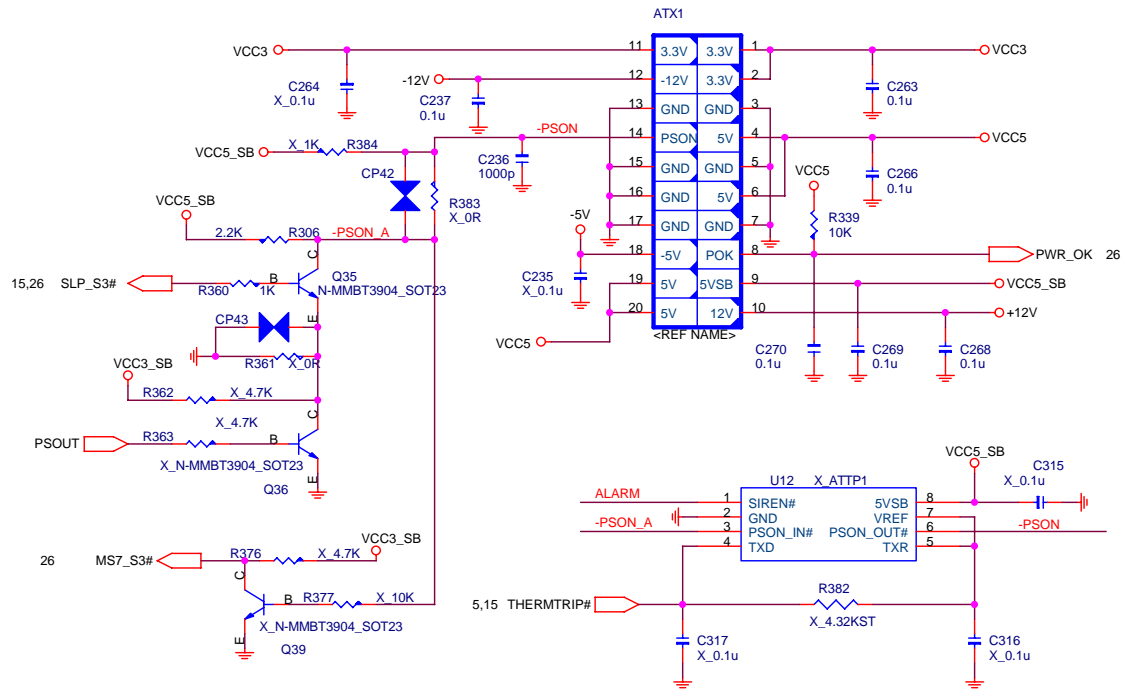 ATX1
VCC3 11 3.3V 3.3V 1 VCC3
C264
X_0.1u
-12V 12 -12V 3.3V 2
C237
0.1u
C263
0.1u
13 GND GND 3
-PSON 14 PSON 5V 4 VCC5
VCC5_SB X_1K R384
CP42
C236
1000p
15 GND GND 5
C266
0.1u
R383
X_0R
16 GND 5V 6
VCC5
17 GND GND 7
R339
10K
VCC5_SB
2.2K R306 -PSON_A
-5V
18 -5V POK 8 PWR_OK 26
C
15,26 SLP_S3# R360 1K B Q35
N-MMBT3904_SOT23
E
C235
X_0.1u
19 5V 5VSB 9 VCC5_SB
20 5V 12V 10 +12V
<REF NAME>
VCC5
CP43
R361 X_0R
C270
0.1u
C269
0.1u
C268
0.1u
VCC3_SB
R362 X_4.7K
C
X_4.7K
PSOUT R363 B
X_N-MMBT3904_SOT23
E
Q36
VCC5_SB
C315
X_0.1u
U12 X_ATTP1
ALARM 1 SIREN# 5VSB 8
2 GND VREF 7
-PSON_A 3 PSON_IN# PSON_OUT# 6 -PSON
4 TXD TXR 5
VCC3_SB
26 MS7_S3# R376 X_4.7K
C
B R377 X_10K
X_N-MMBT3904_SOT23
E
Q39
5,15 THERMTRIP#
R382
X_4.32KST
C317
X_0.1u
C316
X_0.1u